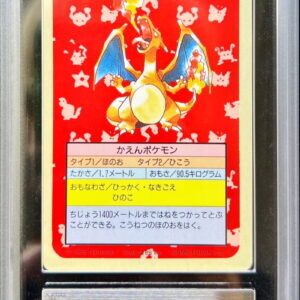 かえんポケモン
タイプ1/ほのお　タイプ2/ひこう
たかさ/1.7メートル　おもさ/90.5キログラム
おもなわざ/ひっかく・なきごえ
ひのこ
ちじょう1400メートルまではねをつかってとぶ
ことができる。こうねつのほのおをはく。